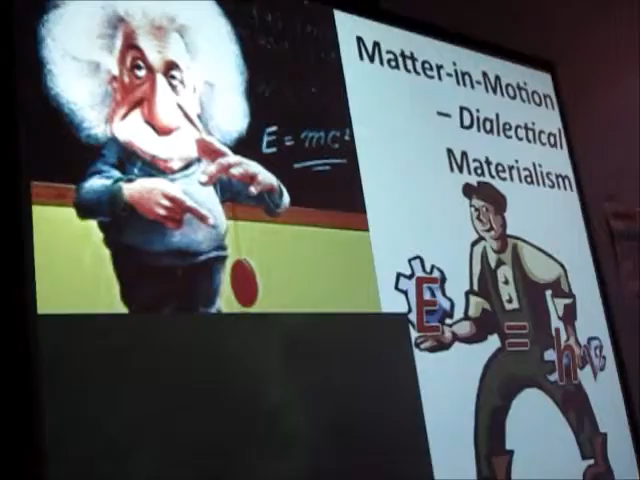 E = mc²
Matter-in-Motion
– Dialectical
Materialism
E = h